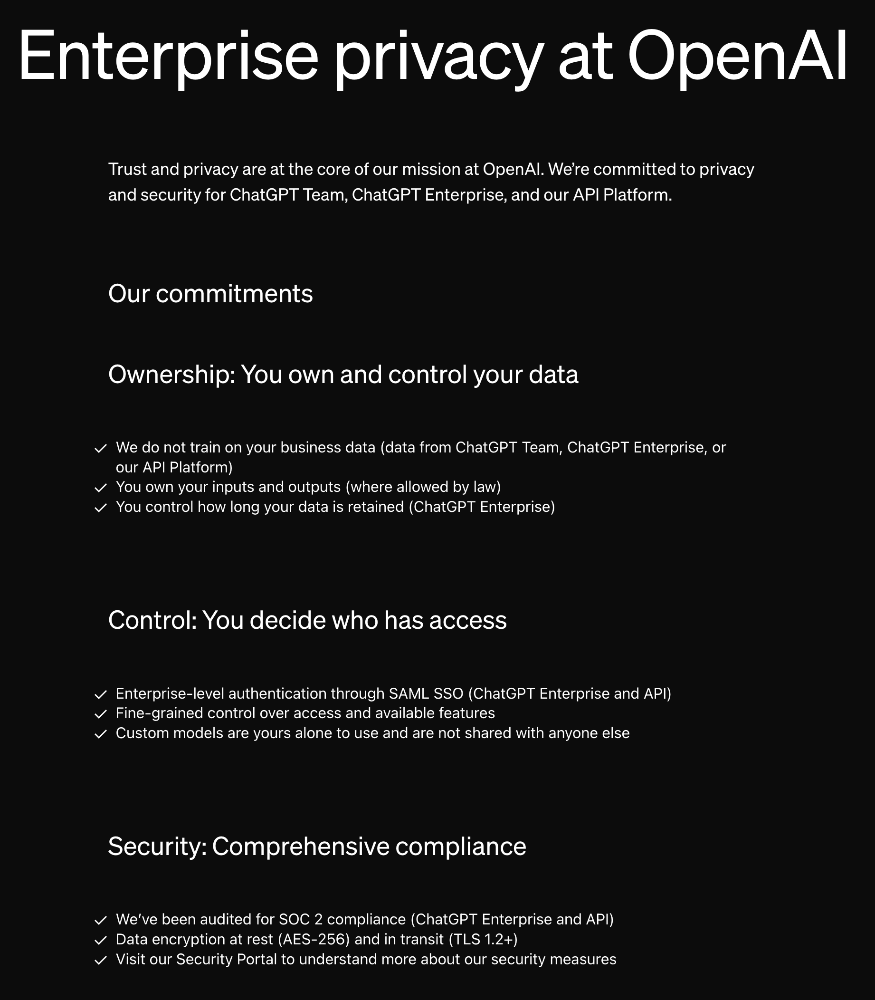 Enterprise privacy at OpenAI
Trust and privacy are at the core of our mission at OpenAI. We’re committed to privacy
and security for ChatGPT Team, ChatGPT Enterprise, and our API Platform.
Our commitments
Ownership: You own and control your data
We do not train on your business data (data from ChatGPT Team, ChatGPT Enterprise, or
our API Platform)
You own your inputs and outputs (where allowed by law)
You control how long your data is retained (ChatGPT Enterprise)
Control: You decide who has access
Enterprise-level authentication through SAML SSO (ChatGPT Enterprise and API)
Fine-grained control over access and available features
Custom models are yours alone to use and are not shared with anyone else
Security: Comprehensive compliance
We’ve been audited for SOC 2 compliance (ChatGPT Enterprise and API)
Data encryption at rest (AES-256) and in transit (TLS 1.2+)
Visit our Security Portal to understand more about our security measures